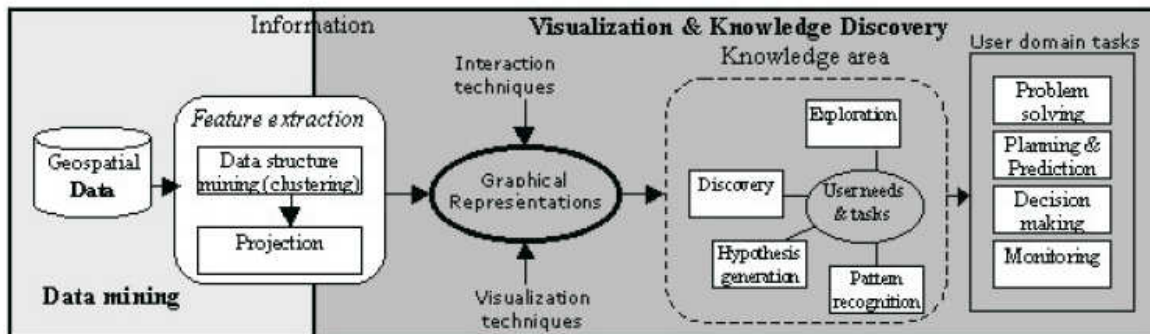 Information
Visualization & Knowledge Discovery
Geospatial
Data
Data mining
Feature extraction
Data structure
mining (clustering)
Projection
Interaction
techniques
Graphical
Representations
Visualization
techniques
Knowledge area
Exploration
Discovery
User needs
& tasks
Hypothesis
generation
Pattern
recognition
User domain tasks
Problem
solving
Planning &
Prediction
Decision
making
Monitoring